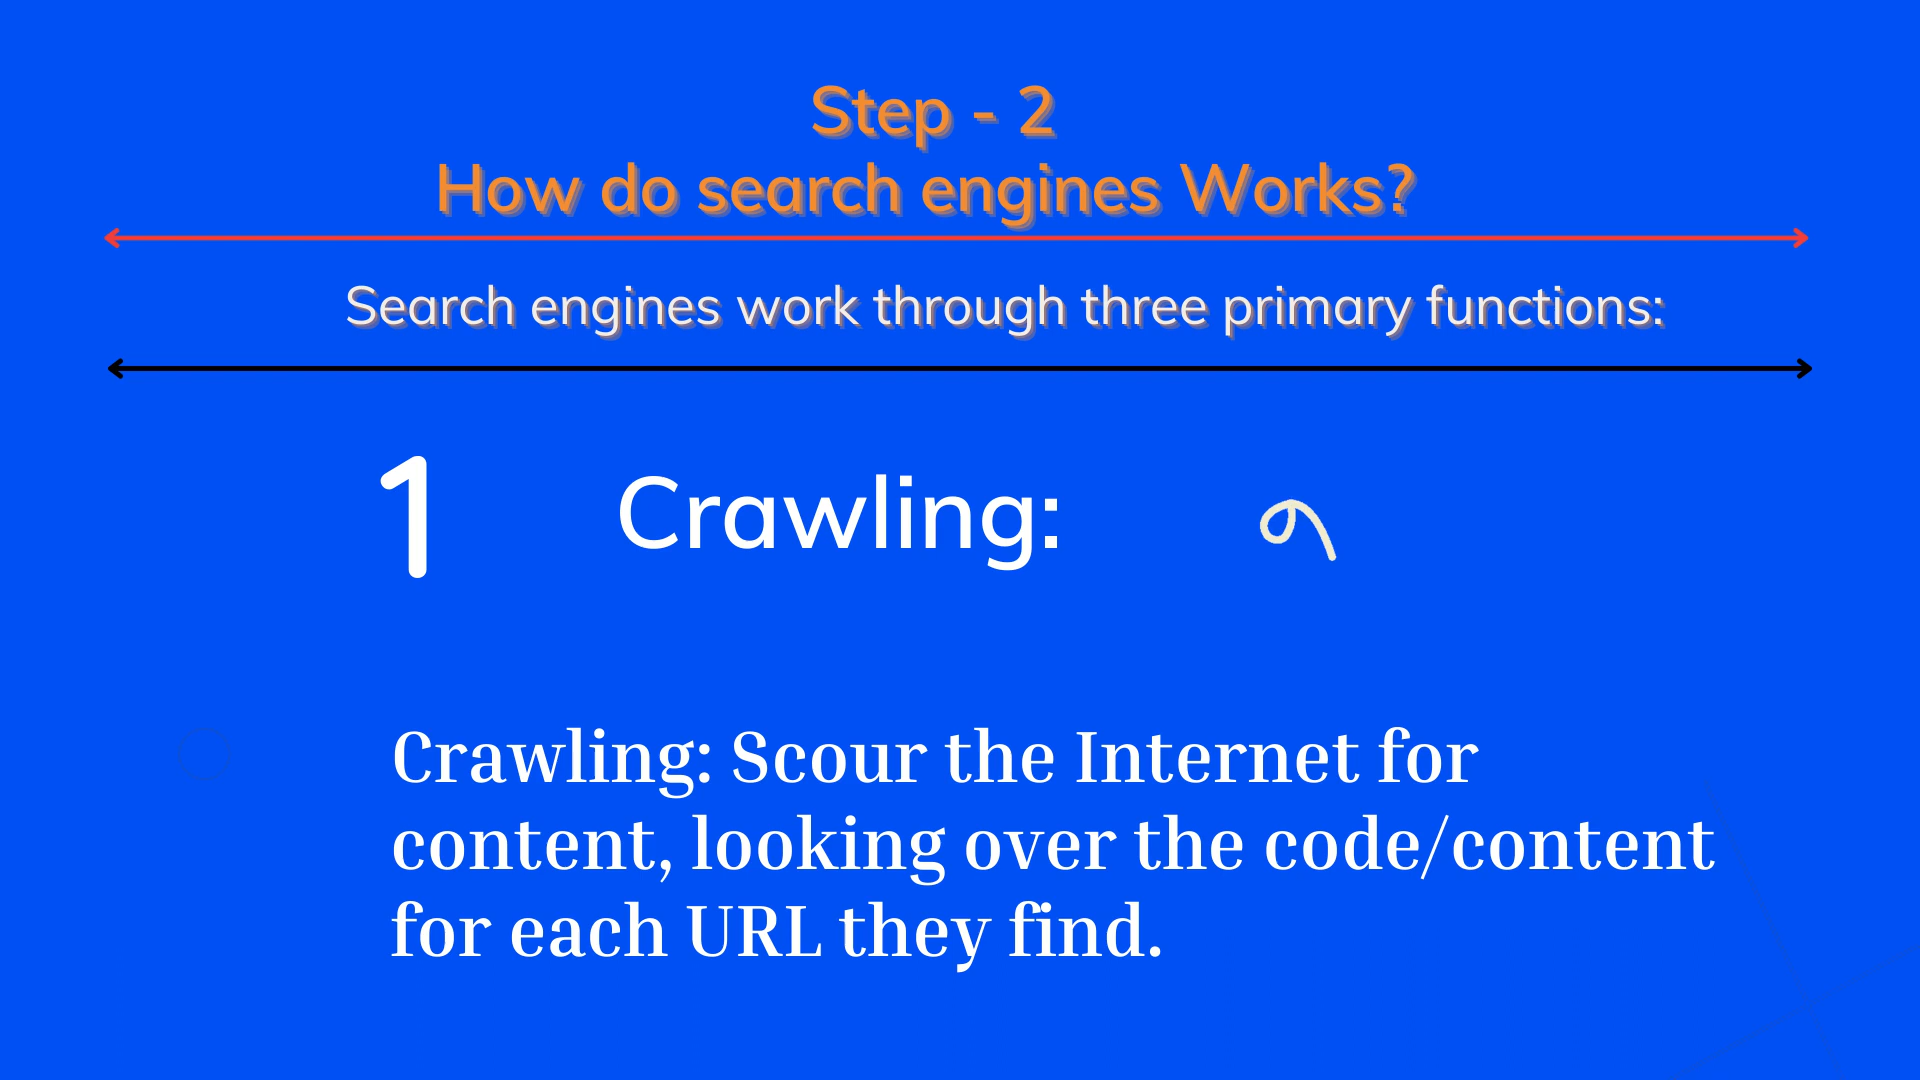 Step - 2
How do search engines Works?
Search engines work through three primary functions:
1 Crawling:
Crawling: Scour the Internet for
content, looking over the code/content
for each URL they find.